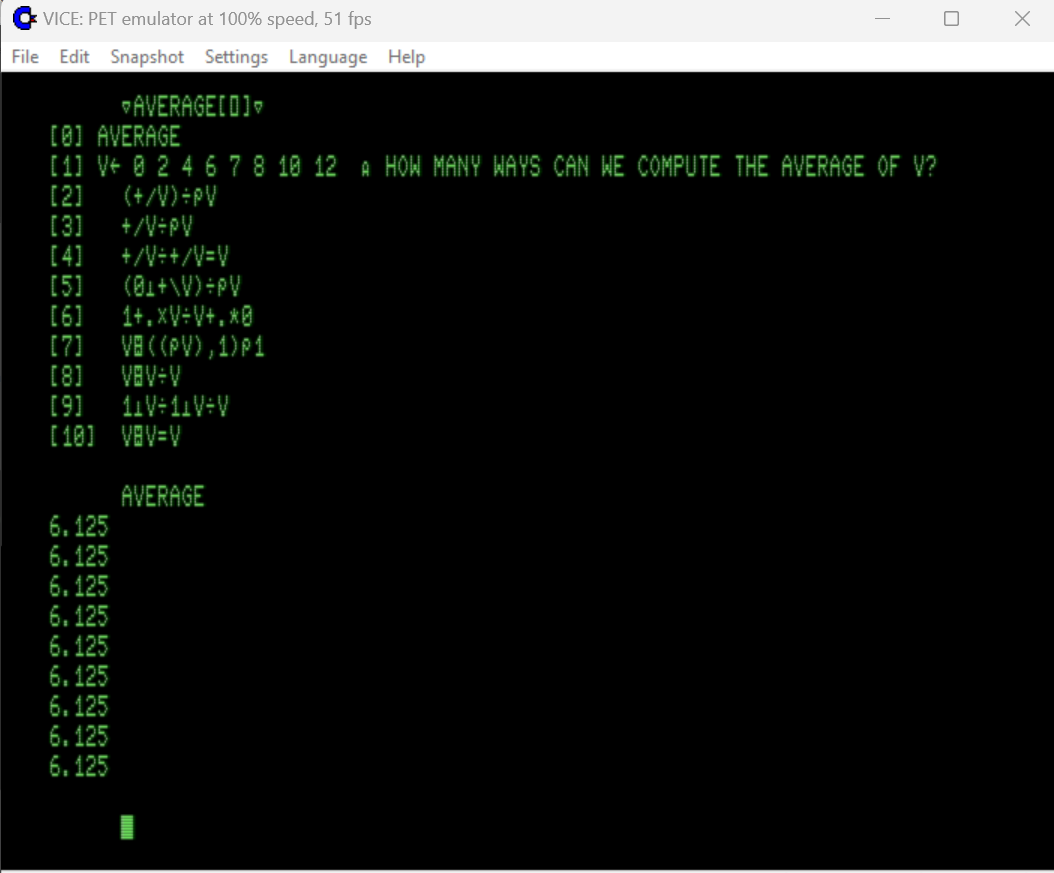 VICE: PET emulator at 100% speed, 51 fps
File Edit Snapshot Settings Language Help
∇AVERAGE[⎕]∇
[0] AVERAGE
[1] V← 0 2 4 6 7 8 10 12 ⍝ HOW MANY WAYS CAN WE COMPUTE THE AVERAGE OF V?
[2] (+/V)÷⍴V
[3] +/V÷⍴V
[4] +/V÷+/V=V
[5] (0⊥+\V)÷⍴V
[6] 1+.×V÷V+.*0
[7] V⌹((⍴V),1)⍴1
[8] V⌹V÷V
[9] 1⊥V÷1⊥V÷V
[10] V⌹V=V
AVERAGE
6.125
6.125
6.125
6.125
6.125
6.125
6.125
6.125
6.125